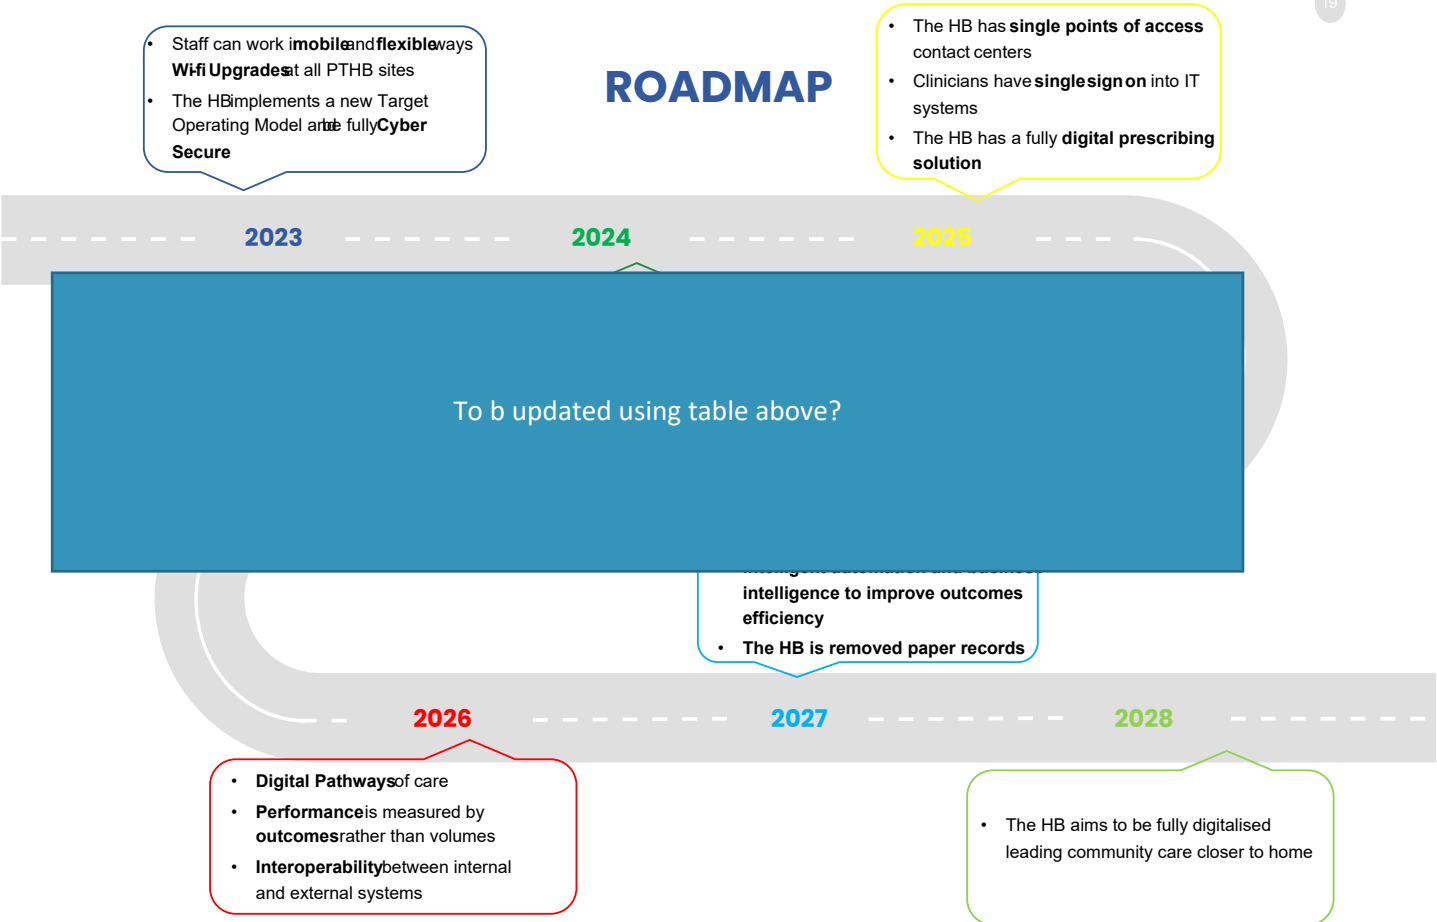 19
• Staff can work in mobile and flexible ways
Wi-fi Upgrades at all PTHB sites
• The HB implements a new Target
Operating Model and be fully Cyber
Secure
ROADMAP
• The HB has single points of access
contact centers
• Clinicians have single sign on into IT
systems
• The HB has a fully digital prescribing
solution
2023
2024
2025
To b updated using table above?
intelligent automation and business
intelligence to improve outcomes
efficiency
• The HB is removed paper records
2026
2027
2028
• Digital Pathways of care
• Performance is measured by
outcomes rather than volumes
• Interoperability between internal
and external systems
• The HB aims to be fully digitalised
leading community care closer to home